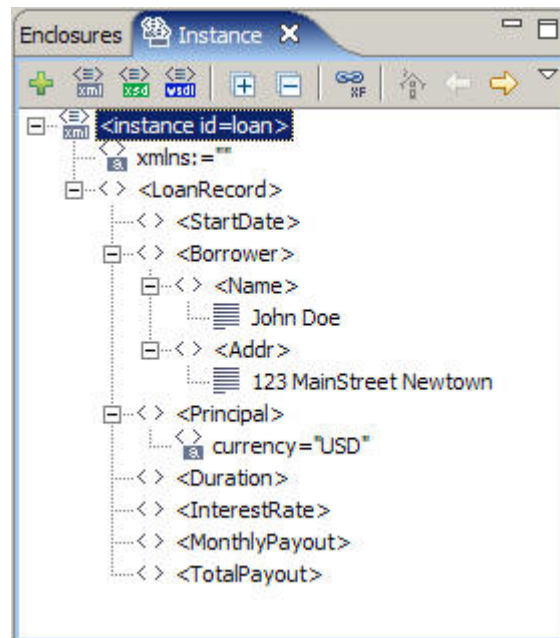 Enclosures Instance
xml xsd wsdl XF
<instance id=loan>
xmlns:=""
<LoanRecord>
<StartDate>
<Borrower>
<Name>
John Doe
<Addr>
123 MainStreet Newtown
<Principal>
currency="USD"
<Duration>
<InterestRate>
<MonthlyPayout>
<TotalPayout>